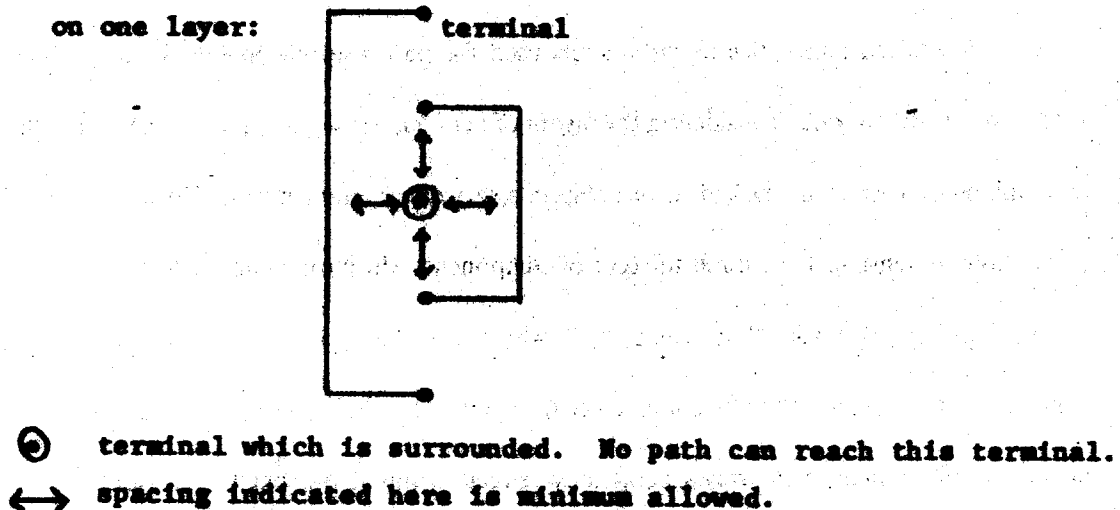 on one layer:
terminal
terminal which is surrounded. No path can reach this terminal.
spacing indicated here is minimum allowed.